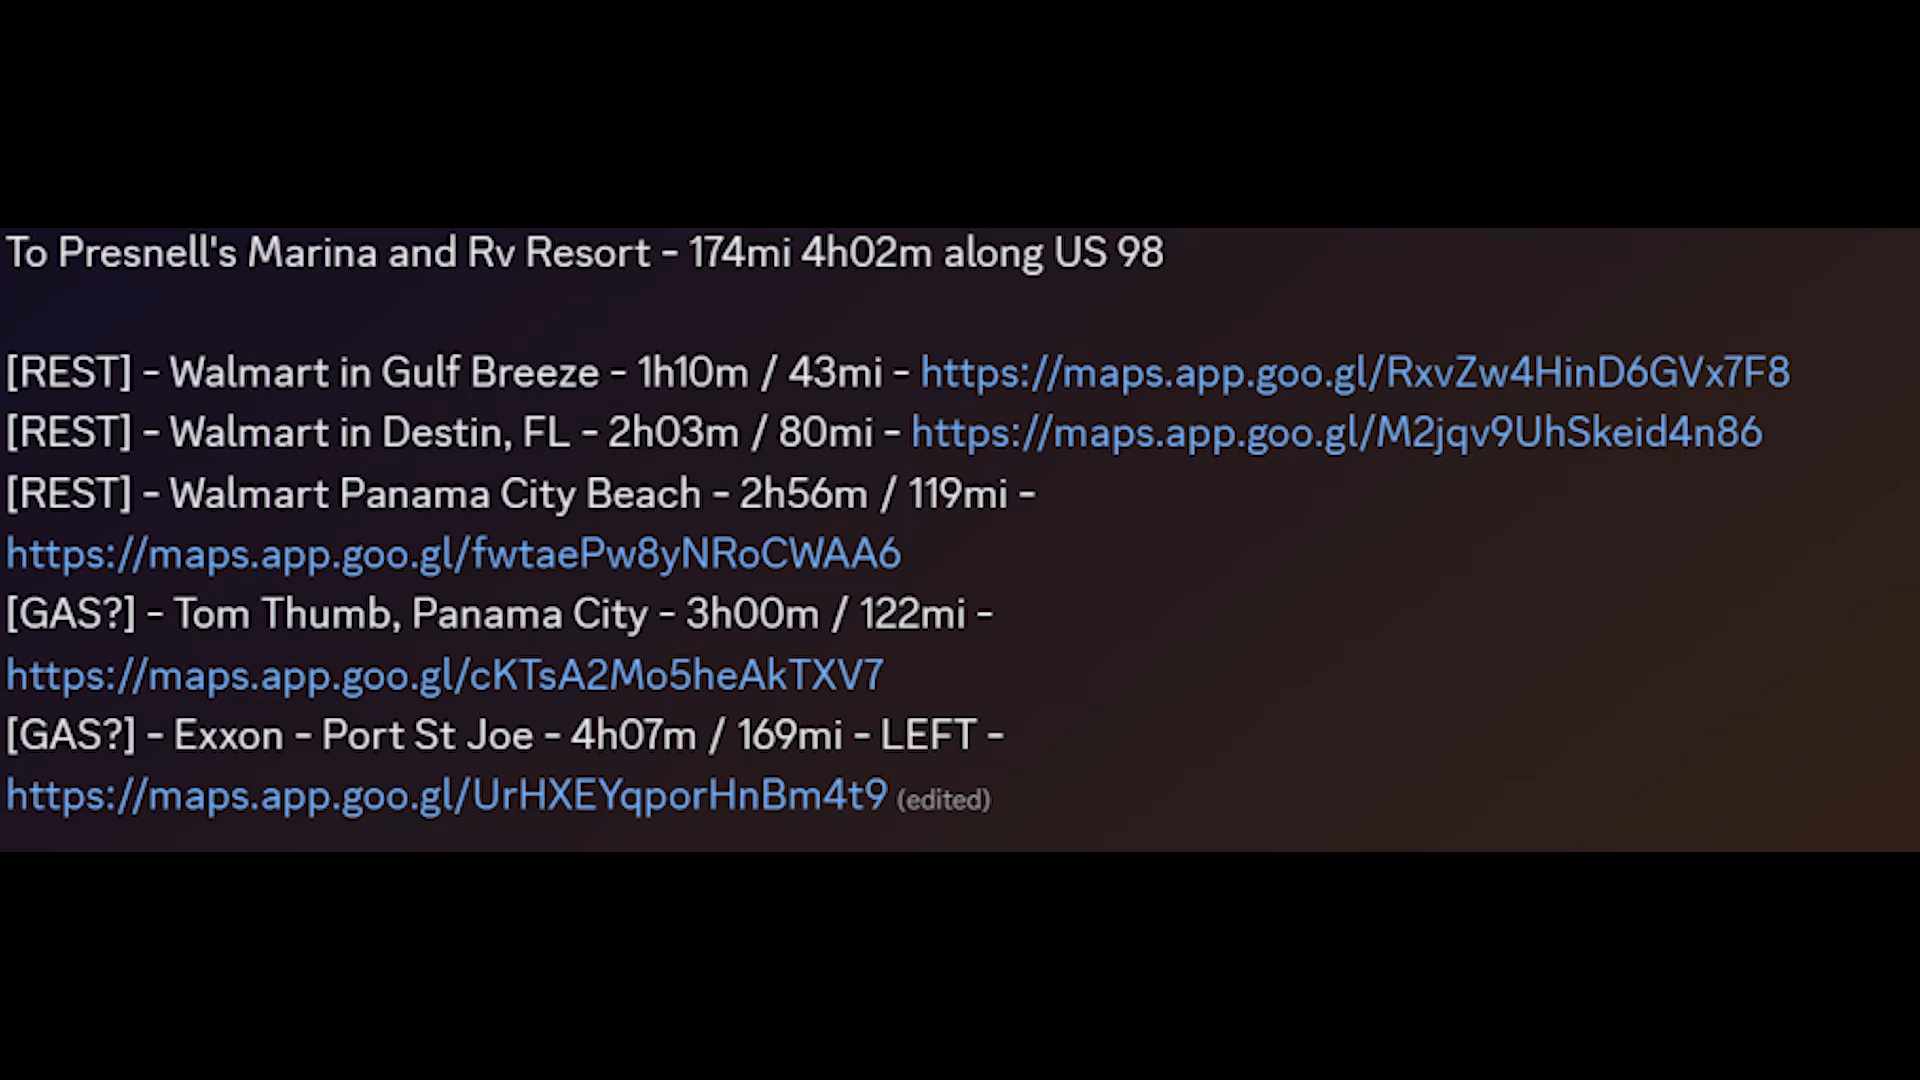 To Presnell's Marina and Rv Resort - 174mi 4h02m along US 98
[REST] - Walmart in Gulf Breeze - 1h10m / 43mi - https://maps.app.goo.gl/RxvZw4HinD6GVx7F8
[REST] - Walmart in Destin, FL - 2h03m / 80mi - https://maps.app.goo.gl/M2jqv9UhSkeid4n86
[REST] - Walmart Panama City Beach - 2h56m / 119mi -
https://maps.app.goo.gl/fwtaePw8yNRoCWAA6
[GAS?] - Tom Thumb, Panama City - 3h00m / 122mi -
https://maps.app.goo.gl/cKTsA2Mo5heAkTXV7
[GAS?] - Exxon - Port St Joe - 4h07m / 169mi - LEFT -
https://maps.app.goo.gl/UrHXEYqporHnBm4t9 (edited)